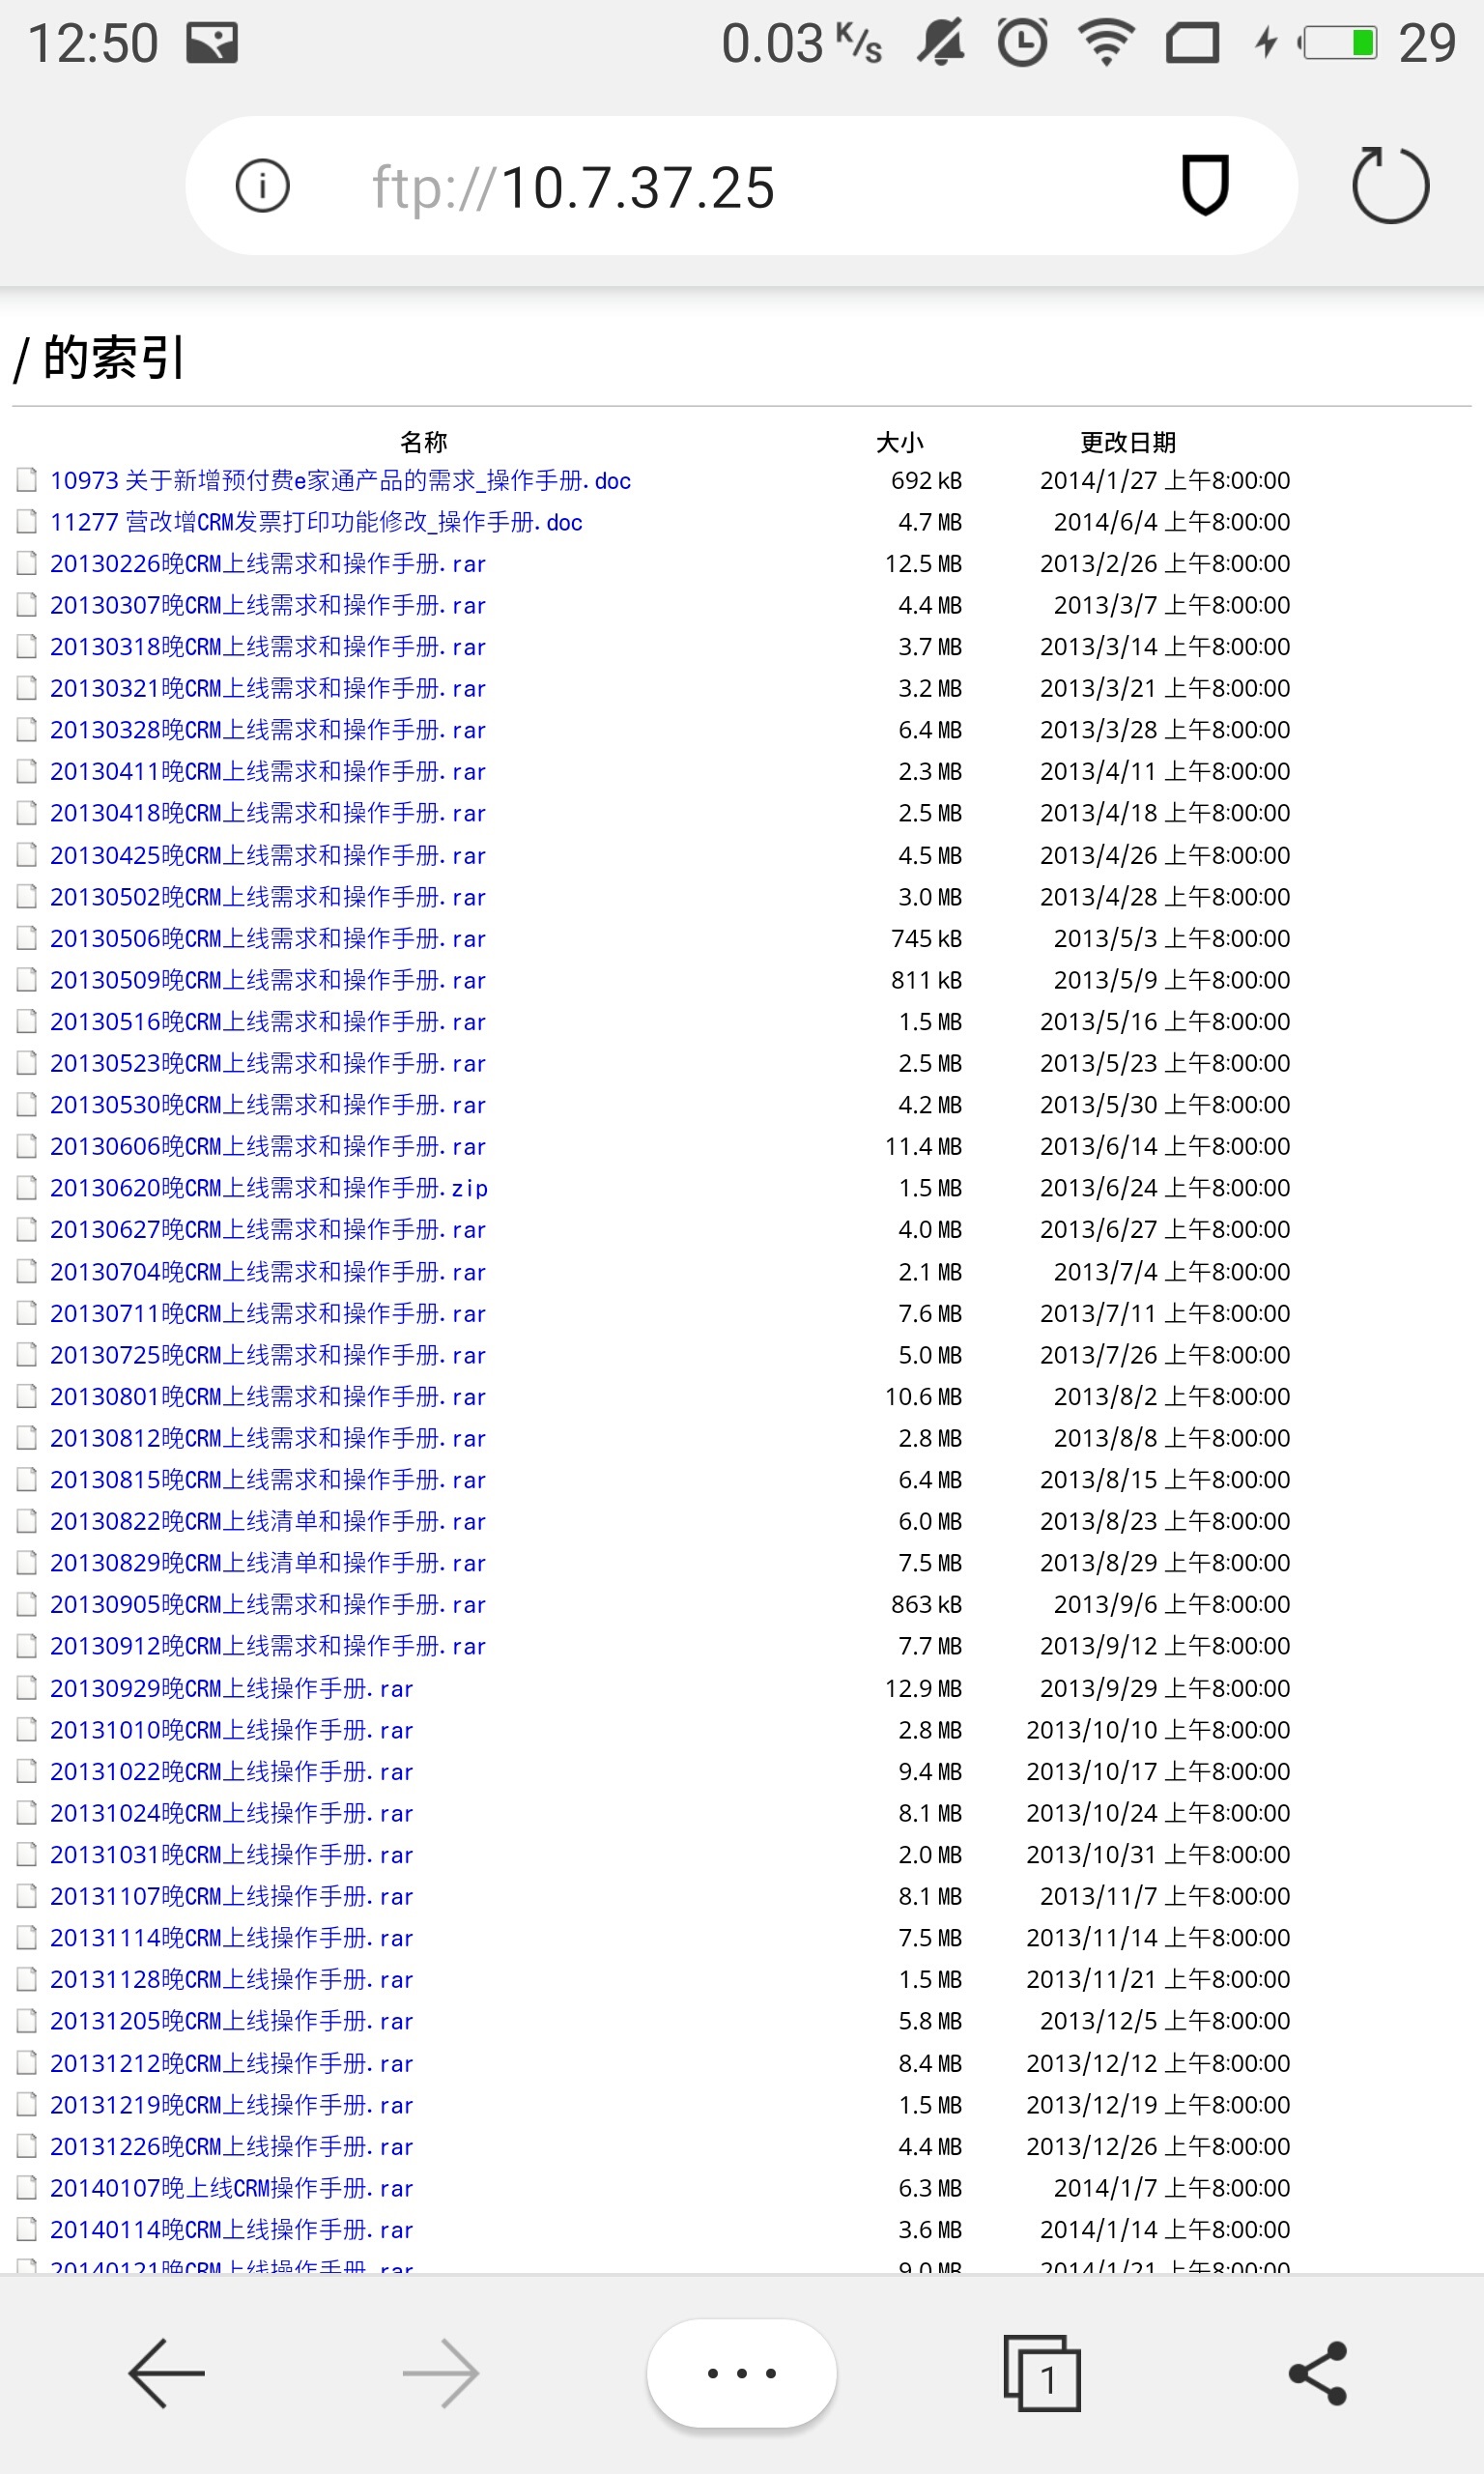 12:50 0.03 K/s 29
ftp://10.7.37.25
/ 的索引
名称 大小 更改日期
10973 关于新增预付费e家通产品的需求_操作手册.doc 692 kB 2014/1/27 上午8:00:00
11277 营改增CRM发票打印功能修改_操作手册.doc 4.7 MB 2014/6/4 上午8:00:00
20130226晚CRM上线需求和操作手册.rar 12.5 MB 2013/2/26 上午8:00:00
20130307晚CRM上线需求和操作手册.rar 4.4 MB 2013/3/7 上午8:00:00
20130318晚CRM上线需求和操作手册.rar 3.7 MB 2013/3/14 上午8:00:00
20130321晚CRM上线需求和操作手册.rar 3.2 MB 2013/3/21 上午8:00:00
20130328晚CRM上线需求和操作手册.rar 6.4 MB 2013/3/28 上午8:00:00
20130411晚CRM上线需求和操作手册.rar 2.3 MB 2013/4/11 上午8:00:00
20130418晚CRM上线需求和操作手册.rar 2.5 MB 2013/4/18 上午8:00:00
20130425晚CRM上线需求和操作手册.rar 4.5 MB 2013/4/26 上午8:00:00
20130502晚CRM上线需求和操作手册.rar 3.0 MB 2013/4/28 上午8:00:00
20130506晚CRM上线需求和操作手册.rar 745 kB 2013/5/3 上午8:00:00
20130509晚CRM上线需求和操作手册.rar 811 kB 2013/5/9 上午8:00:00
20130516晚CRM上线需求和操作手册.rar 1.5 MB 2013/5/16 上午8:00:00
20130523晚CRM上线需求和操作手册.rar 2.5 MB 2013/5/23 上午8:00:00
20130530晚CRM上线需求和操作手册.rar 4.2 MB 2013/5/30 上午8:00:00
20130606晚CRM上线需求和操作手册.rar 11.4 MB 2013/6/14 上午8:00:00
20130620晚CRM上线需求和操作手册.zip 1.5 MB 2013/6/24 上午8:00:00
20130627晚CRM上线需求和操作手册.rar 4.0 MB 2013/6/27 上午8:00:00
20130704晚CRM上线需求和操作手册.rar 2.1 MB 2013/7/4 上午8:00:00
20130711晚CRM上线需求和操作手册.rar 7.6 MB 2013/7/11 上午8:00:00
20130725晚CRM上线需求和操作手册.rar 5.0 MB 2013/7/26 上午8:00:00
20130801晚CRM上线需求和操作手册.rar 10.6 MB 2013/8/2 上午8:00:00
20130812晚CRM上线需求和操作手册.rar 2.8 MB 2013/8/8 上午8:00:00
20130815晚CRM上线需求和操作手册.rar 6.4 MB 2013/8/15 上午8:00:00
20130822晚CRM上线清单和操作手册.rar 6.0 MB 2013/8/23 上午8:00:00
20130829晚CRM上线清单和操作手册.rar 7.5 MB 2013/8/29 上午8:00:00
20130905晚CRM上线需求和操作手册.rar 863 kB 2013/9/6 上午8:00:00
20130912晚CRM上线需求和操作手册.rar 7.7 MB 2013/9/12 上午8:00:00
20130929晚CRM上线操作手册.rar 12.9 MB 2013/9/29 上午8:00:00
20131010晚CRM上线操作手册.rar 2.8 MB 2013/10/10 上午8:00:00
20131022晚CRM上线操作手册.rar 9.4 MB 2013/10/17 上午8:00:00
20131024晚CRM上线操作手册.rar 8.1 MB 2013/10/24 上午8:00:00
20131031晚CRM上线操作手册.rar 2.0 MB 2013/10/31 上午8:00:00
20131107晚CRM上线操作手册.rar 8.1 MB 2013/11/7 上午8:00:00
20131114晚CRM上线操作手册.rar 7.5 MB 2013/11/14 上午8:00:00
20131128晚CRM上线操作手册.rar 1.5 MB 2013/11/21 上午8:00:00
20131205晚CRM上线操作手册.rar 5.8 MB 2013/12/5 上午8:00:00
20131212晚CRM上线操作手册.rar 8.4 MB 2013/12/12 上午8:00:00
20131219晚CRM上线操作手册.rar 1.5 MB 2013/12/19 上午8:00:00
20131226晚CRM上线操作手册.rar 4.4 MB 2013/12/26 上午8:00:00
20140107晚上线CRM操作手册.rar 6.3 MB 2014/1/7 上午8:00:00
20140114晚CRM上线操作手册.rar 3.6 MB 2014/1/14 上午8:00:00
20140121晚CRM上线操作手册.rar 9.0 MB 2014/1/21 上午8:00:00
1